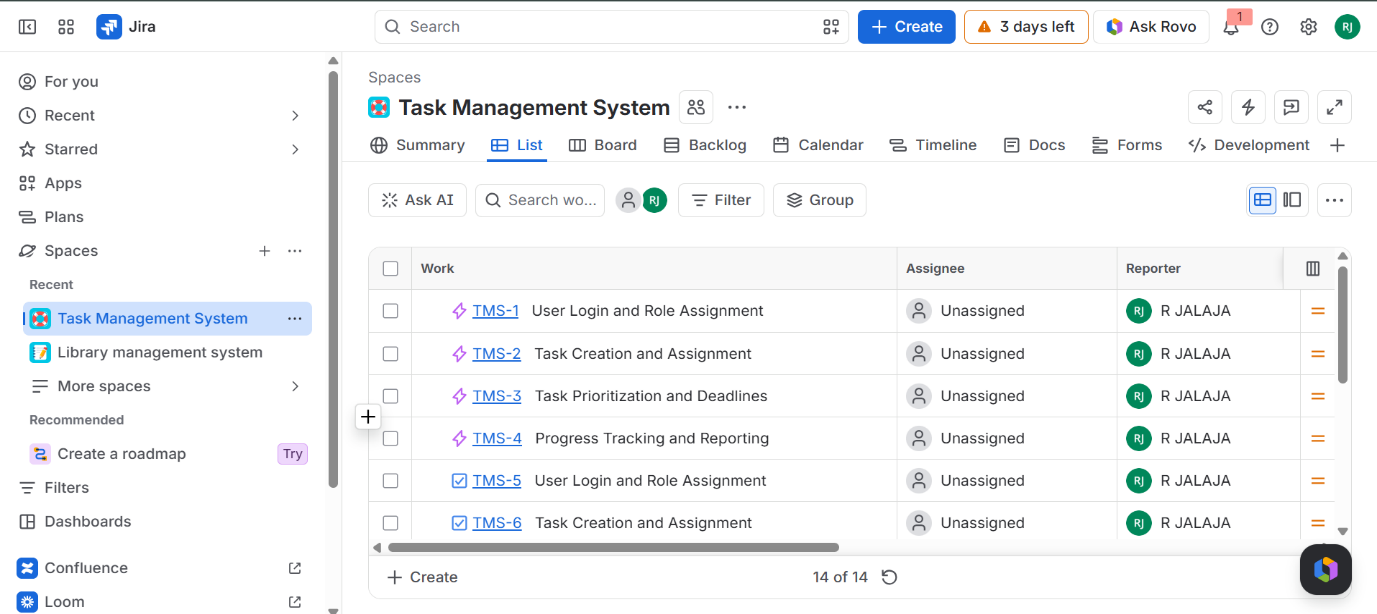 Jira
Search
Create
3 days left
Ask Rovo
1
RJ
For you
Recent
Starred
Apps
Plans
Spaces
Recent
Task Management System
Library management system
More spaces
Recommended
Create a roadmap
Try
Filters
Dashboards
Confluence
Loom
Spaces
Task Management System
Summary List Board Backlog Calendar Timeline Docs Forms Development
Ask AI Search wo... RJ Filter Group
Work Assignee Reporter
TMS-1 User Login and Role Assignment Unassigned RJ R JALAJA
TMS-2 Task Creation and Assignment Unassigned RJ R JALAJA
TMS-3 Task Prioritization and Deadlines Unassigned RJ R JALAJA
TMS-4 Progress Tracking and Reporting Unassigned RJ R JALAJA
TMS-5 User Login and Role Assignment Unassigned RJ R JALAJA
TMS-6 Task Creation and Assignment Unassigned RJ R JALAJA
Create 14 of 14